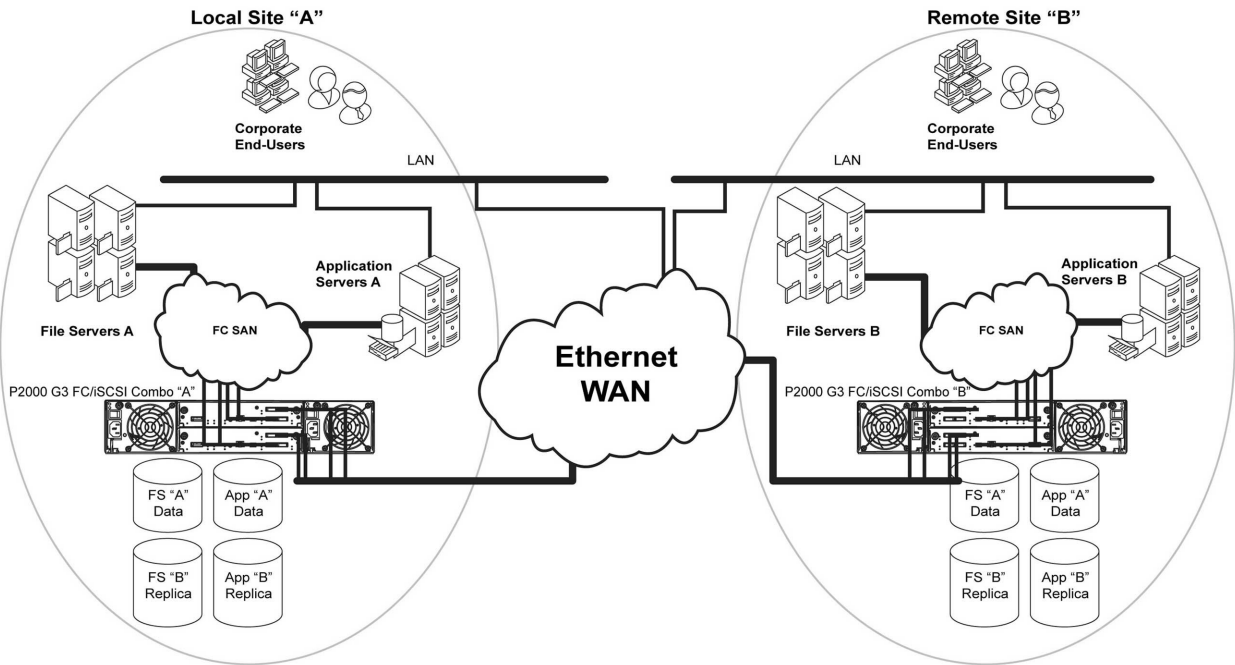 Local Site “A”
Remote Site “B”
Corporate
End-Users
LAN
File Servers A
Application
Servers A
FC SAN
P2000 G3 FC/iSCSI Combo “A”
FS “A”
Data
App “A”
Data
FS “B”
Replica
App “B”
Replica
Ethernet
WAN
Corporate
End-Users
LAN
File Servers B
Application
Servers B
FC SAN
P2000 G3 FC/iSCSI Combo “B”
FS “A”
Data
App “A”
Data
FS “B”
Replica
App “B”
Replica